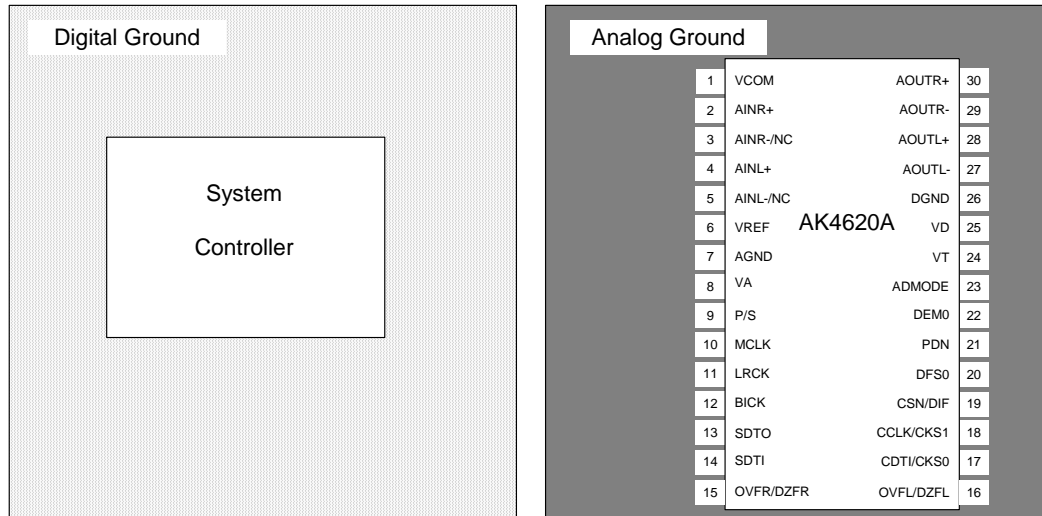 Digital Ground
System
Controller
Analog Ground
AK4620A
1 VCOM AOUTR+ 30
2 AINR+ AOUTR- 29
3 AINR-/NC AOUTL+ 28
4 AINL+ AOUTL- 27
5 AINL-/NC DGND 26
6 VREF VD 25
7 AGND VT 24
8 VA ADMODE 23
9 P/S DEM0 22
10 MCLK PDN 21
11 LRCK DFS0 20
12 BICK CSN/DIF 19
13 SDTO CCLK/CKS1 18
14 SDTI CDTI/CKS0 17
15 OVFR/DZFR OVFL/DZFL 16